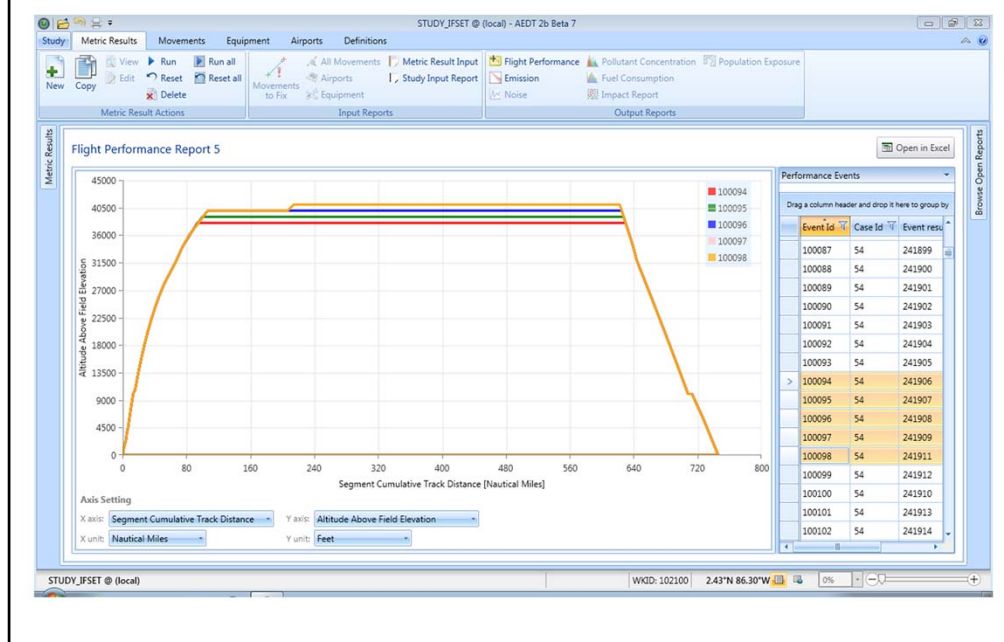 STUDY_IFSET @ (local) - AEDT 2b Beta 7
Study Metric Results Movements Equipment Airports Definitions
View Run Run all All Movements Metric Result Input Flight Performance Pollutant Concentration Population Exposure
New Copy Edit Reset Reset all Movements to Fix Airports Study Input Report Emission Fuel Consumption
Delete Equipment Noise Impact Report
Metric Result Actions Input Reports Output Reports
Metric Results
Flight Performance Report 5
Open in Excel
Browse Open Reports
45000
40500
36000
31500
27000
22500
18000
13500
9000
4500
0
Altitude Above Field Elevation
100094
100095
100096
100097
100098
0 80 160 240 320 400 480 560 640 720 800
Segment Cumulative Track Distance [Nautical Miles]
Axis Setting
X axis: Segment Cumulative Track Distance Y axis: Altitude Above Field Elevation
X unit: Nautical Miles Y unit: Feet
Performance Events
Drag a column header and drop it here to group by
Event Id Case Id Event resu
100087 54 241899
100088 54 241900
100089 54 241901
100090 54 241902
100091 54 241903
100092 54 241904
100093 54 241905
100094 54 241906
100095 54 241907
100096 54 241908
100097 54 241909
100098 54 241911
100099 54 241912
100100 54 241910
100101 54 241913
100102 54 241914
STUDY_IFSET @ (local) WKID: 102100 2.43°N 86.30°W 0%